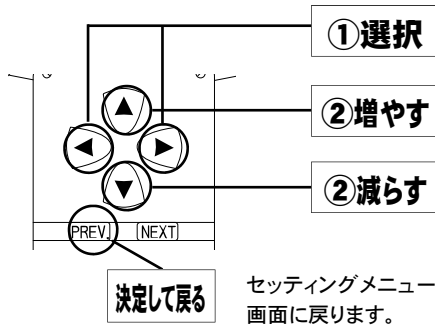 ①選択
②増やす
②減らす
PREV. [NEXT]
決定して戻る
セッティングメニュー
画面に戻ります。